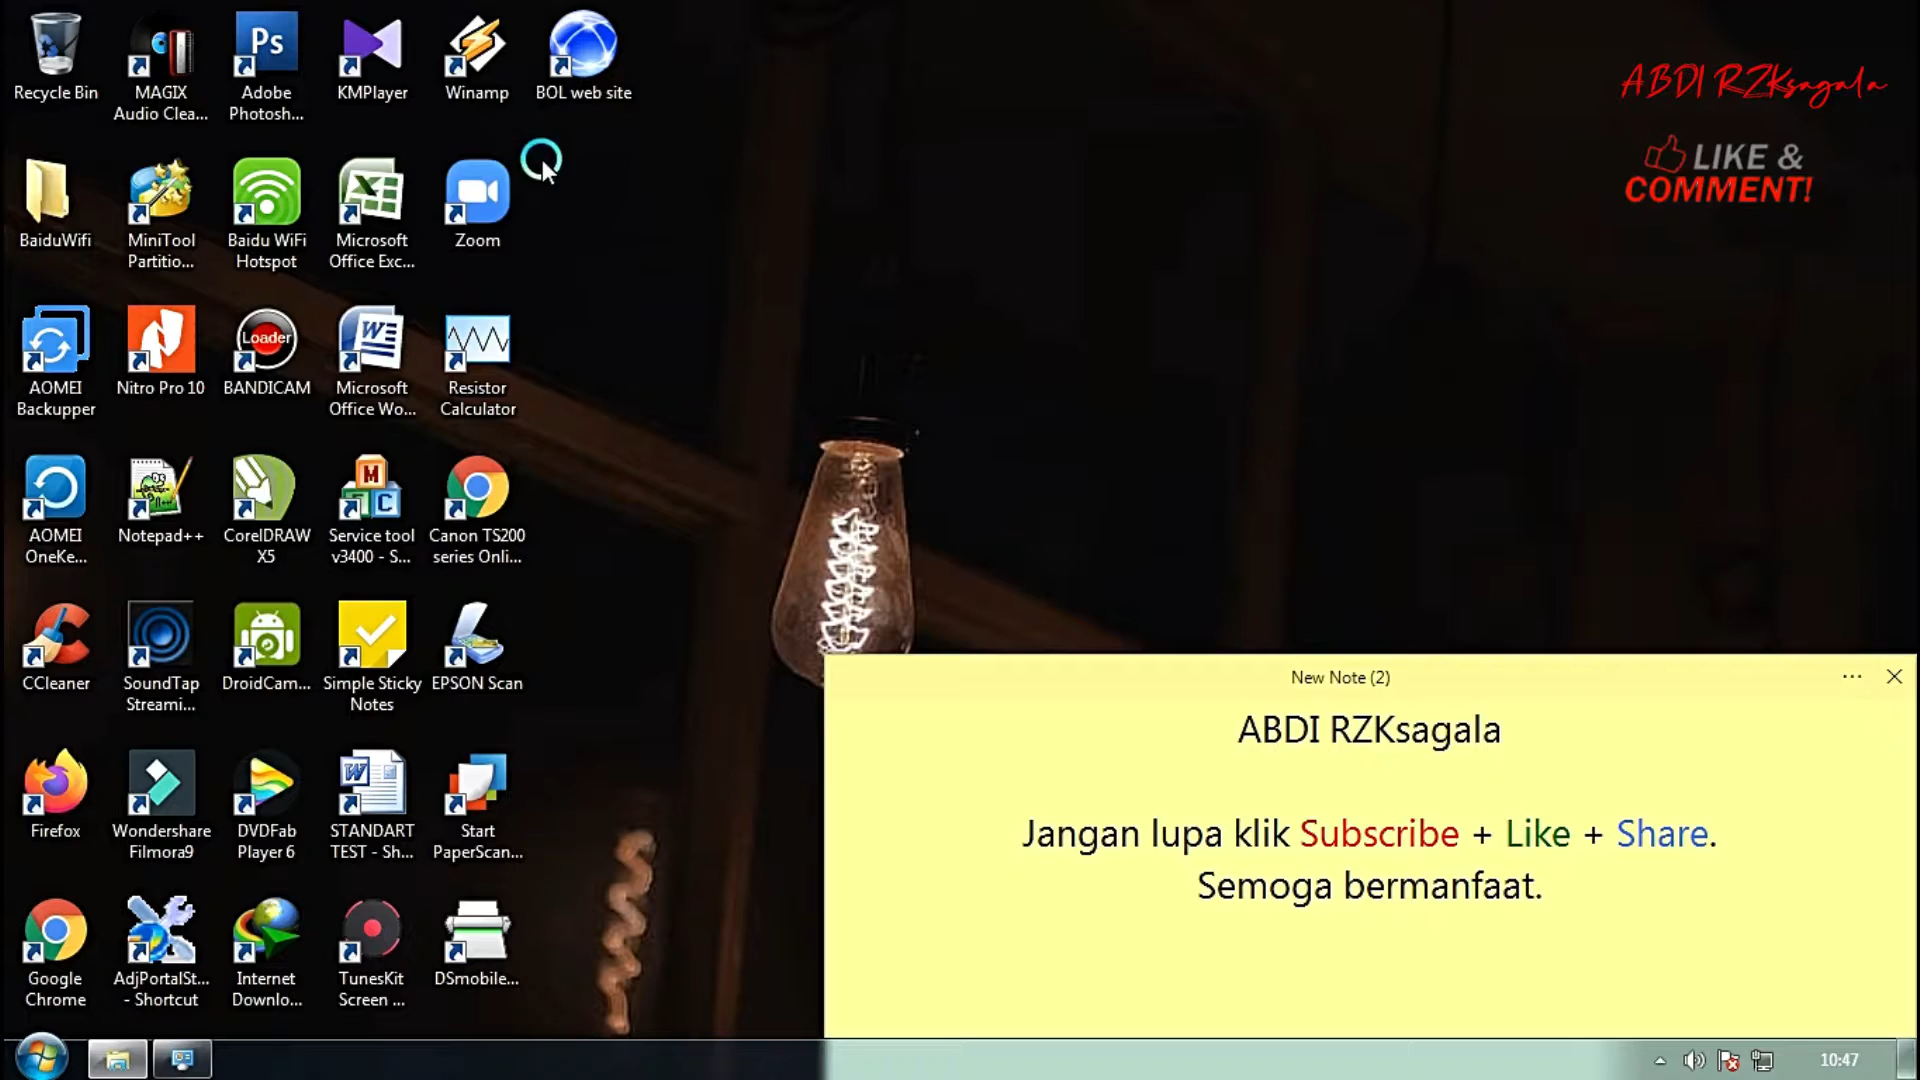 Recycle Bin
MAGIX
Audio Clea...
Ps
Adobe
Photosh...
KMPlayer
Winamp
BOL web site
ABDI RZKsagala
LIKE &
COMMENT!
BaiduWifi
MiniTool
Partitio...
Baidu WiFi
Hotspot
Microsoft
Office Exc...
Zoom
AOMEI
Backupper
Nitro Pro 10
Loader
BANDICAM
Microsoft
Office Wo...
Resistor
Calculator
AOMEI
OneKe...
Notepad++
CorelDRAW
X5
M
C
Service tool
v3400 - S...
Canon TS200
series Onli...
CCleaner
SoundTap
Streami...
DroidCam...
Simple Sticky
Notes
EPSON Scan
New Note (2)
ABDI RZKsagala
Jangan lupa klik Subscribe + Like + Share.
Semoga bermanfaat.
Firefox
Wondershare
Filmora9
DVDFab
Player 6
STANDART
TEST - Sh...
Start
PaperScan...
Google
Chrome
AdjPortalSt...
- Shortcut
Internet
Downlo...
TunesKit
Screen ...
DSmobile...
10:47